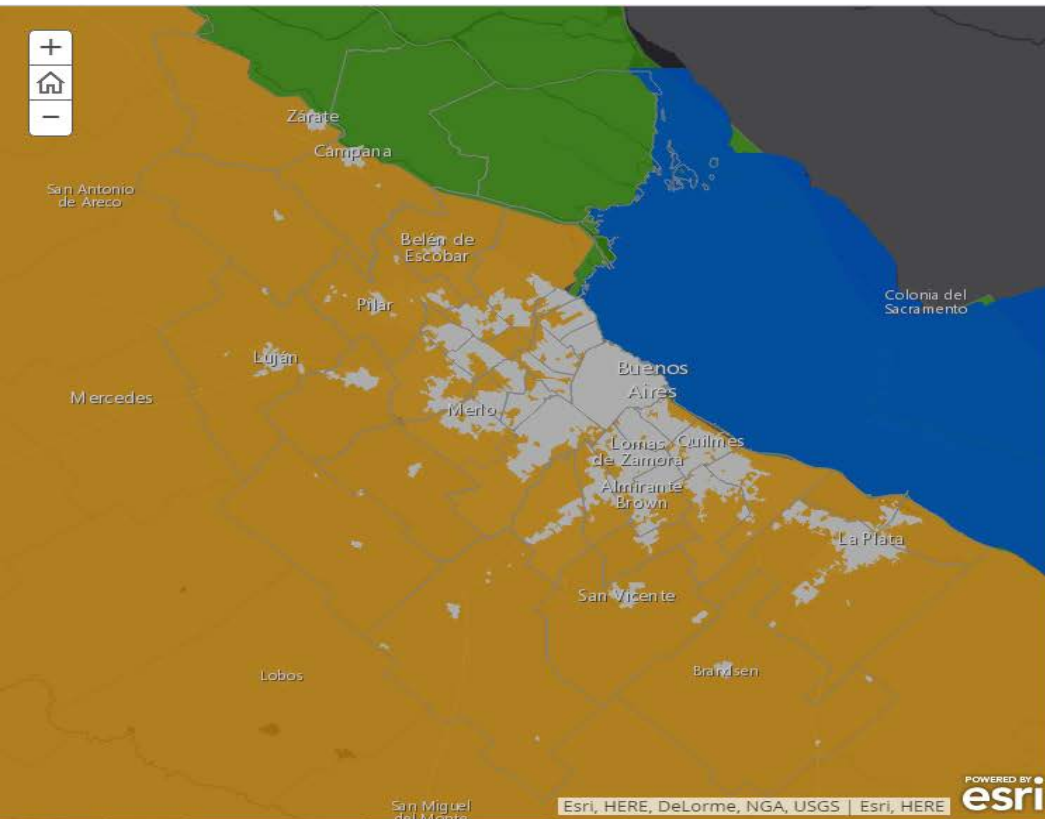 +
−
Zárate
Campana
San Antonio
de Areco
Belén de
Escobar
Pilar
Colonia del
Sacramento
Luján
Buenos
Aires
Mercedes
Merlo
Lomas
de Zamora
Quilmes
Almirante
Brown
La Plata
San Vicente
Lobos
Brandsen
San Miguel
del Monte
Esri, HERE, DeLorme, NGA, USGS | Esri, HERE
POWERED BY
esri